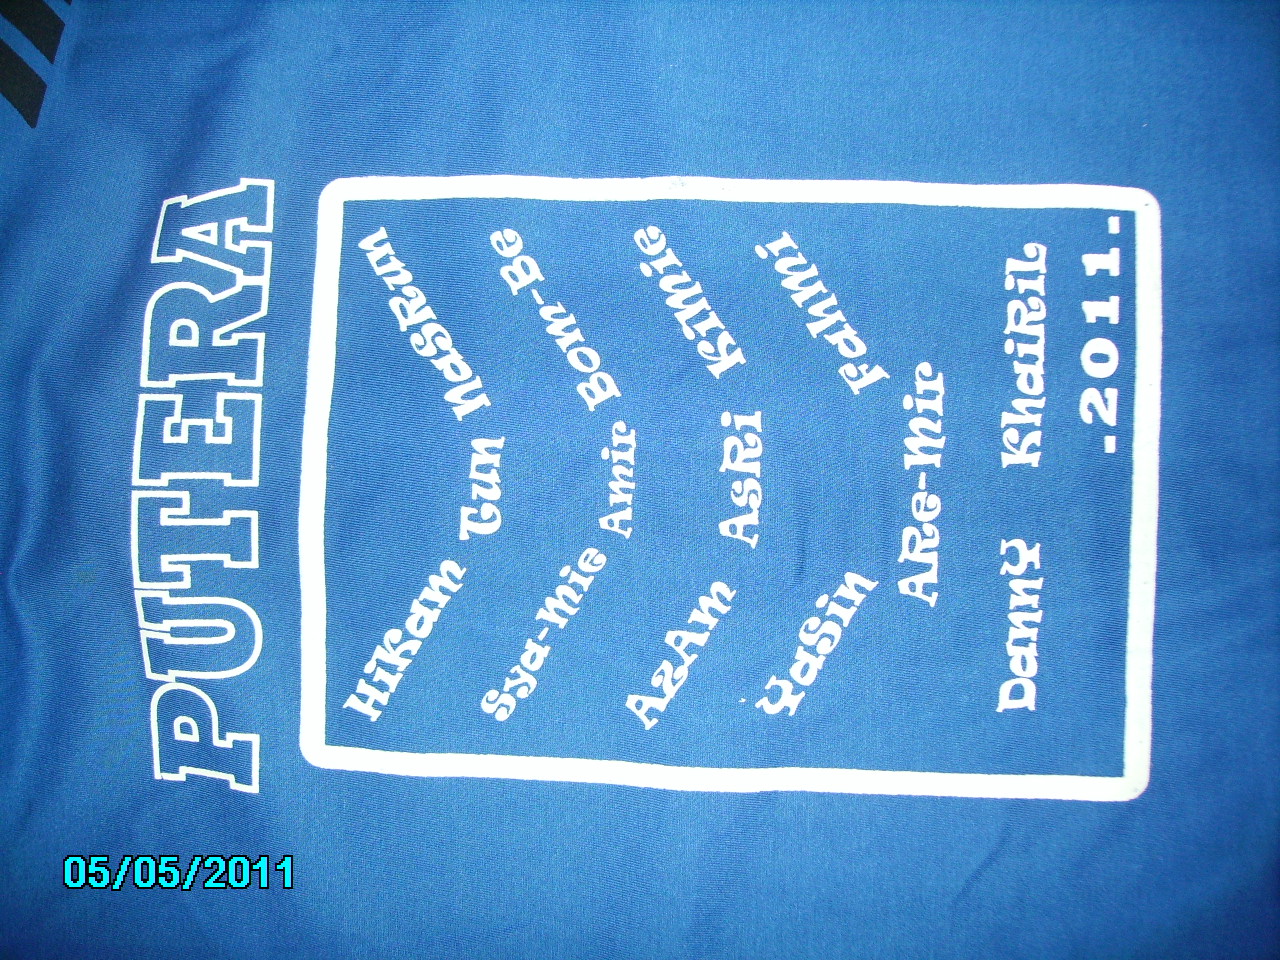 PUTERA
HiKam Tun NaSRun
Sya-Mie Amir Bom-Be
AzAm AsRi KiMie
YaSin FahMi
ARe-Mir
DannY KhaiRiL
-2011-
05/05/2011